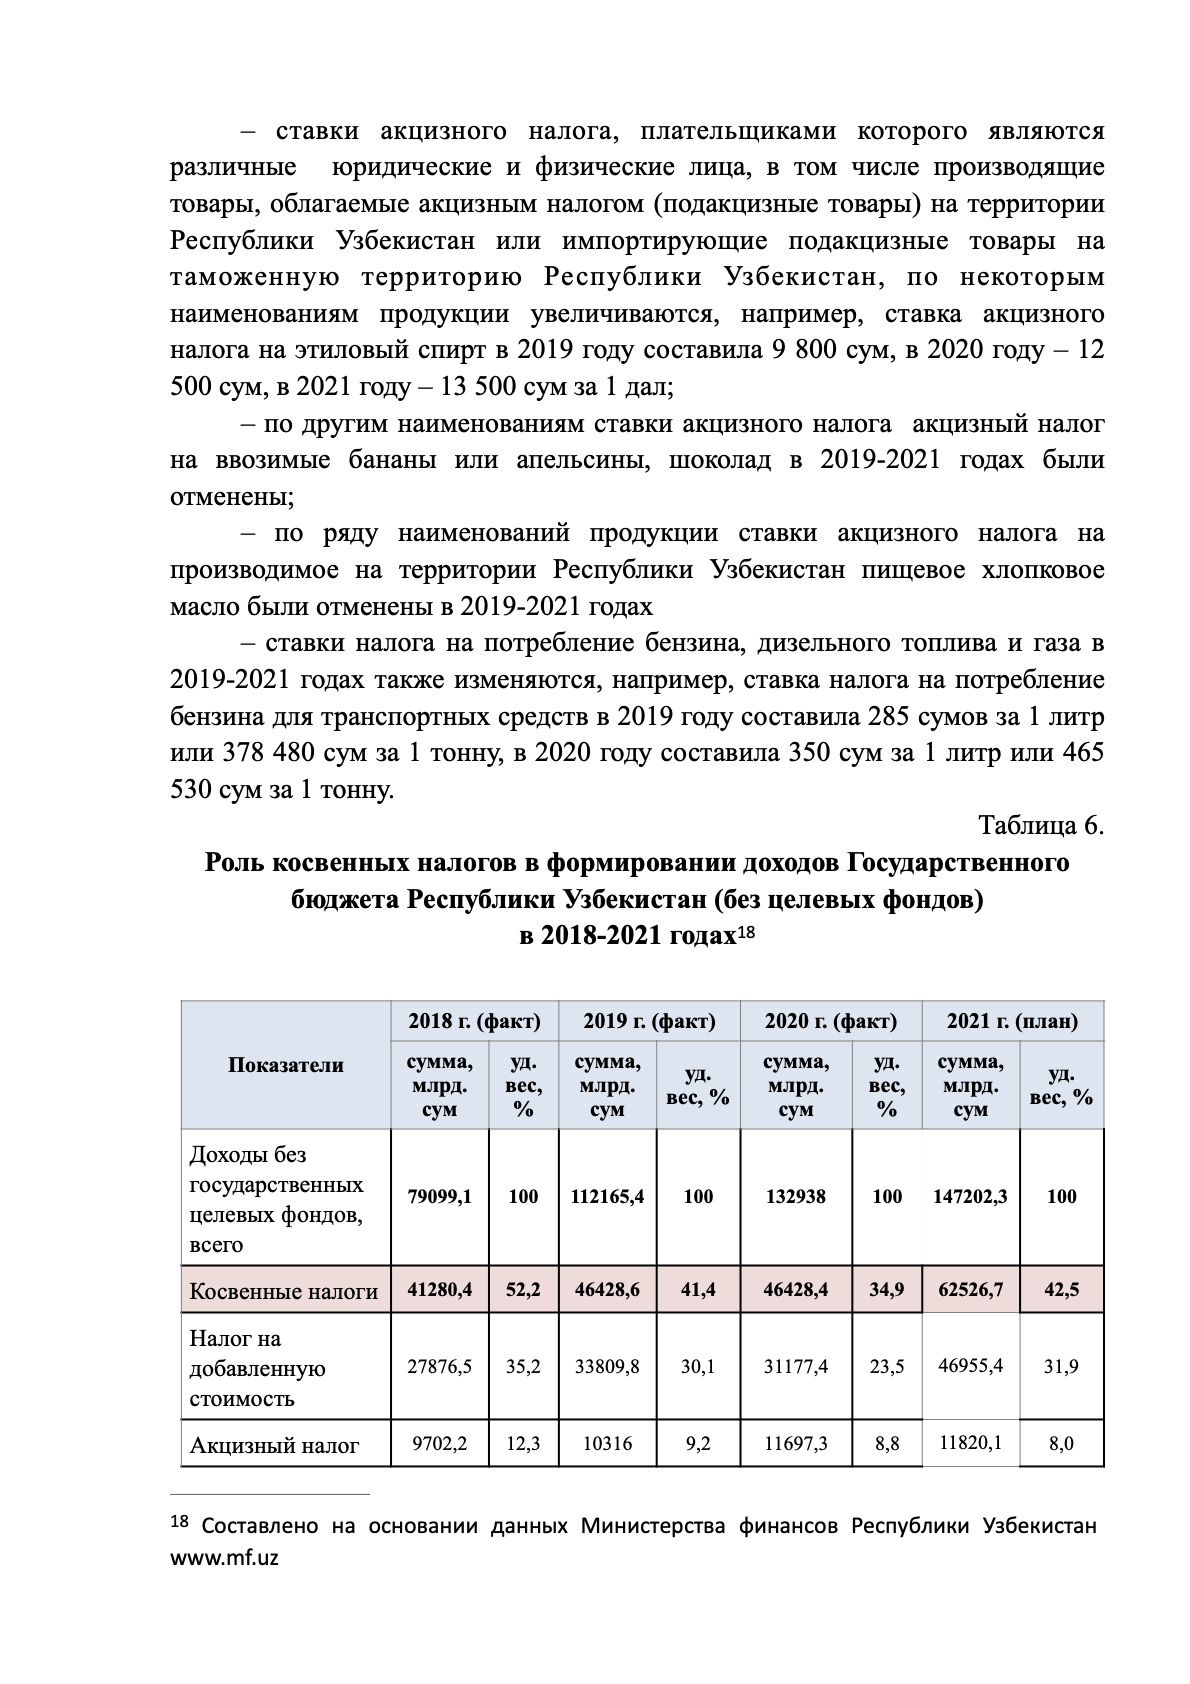 – ставки акцизного налога, плательщиками которого являются
различные юридические и физические лица, в том числе производящие
товары, облагаемые акцизным налогом (подакцизные товары) на территории
Республики Узбекистан или импортирующие подакцизные товары на
таможенную территорию Республики Узбекистан, по некоторым
наименованиям продукции увеличиваются, например, ставка акцизного
налога на этиловый спирт в 2019 году составила 9 800 сум, в 2020 году – 12
500 сум, в 2021 году – 13 500 сум за 1 дал;
– по другим наименованиям ставки акцизного налога акцизный налог
на ввозимые бананы или апельсины, шоколад в 2019-2021 годах были
отменены;
– по ряду наименований продукции ставки акцизного налога на
производимое на территории Республики Узбекистан пищевое хлопковое
масло были отменены в 2019-2021 годах
– ставки налога на потребление бензина, дизельного топлива и газа в
2019-2021 годах также изменяются, например, ставка налога на потребление
бензина для транспортных средств в 2019 году составила 285 сумов за 1 литр
или 378 480 сум за 1 тонну, в 2020 году составила 350 сум за 1 литр или 465
530 сум за 1 тонну.
Таблица 6.
Роль косвенных налогов в формировании доходов Государственного
бюджета Республики Узбекистан (без целевых фондов)
в 2018-2021 годах18
Показатели 2018 г. (факт) 2019 г. (факт) 2020 г. (факт) 2021 г. (план)
сумма, млрд. сум уд. вес, % сумма, млрд. сум уд. вес, % сумма, млрд. сум уд. вес, % сумма, млрд. сум уд. вес, %
Доходы без
государственных
целевых фондов,
всего
79099,1 100 112165,4 100 132938 100 147202,3 100
Косвенные налоги 41280,4 52,2 46428,6 41,4 46428,4 34,9 62526,7 42,5
Налог на
добавленную
стоимость
27876,5 35,2 33809,8 30,1 31177,4 23,5 46955,4 31,9
Акцизный налог 9702,2 12,3 10316 9,2 11697,3 8,8 11820,1 8,0
18 Составлено на основании данных Министерства финансов Республики Узбекистан
www.mf.uz